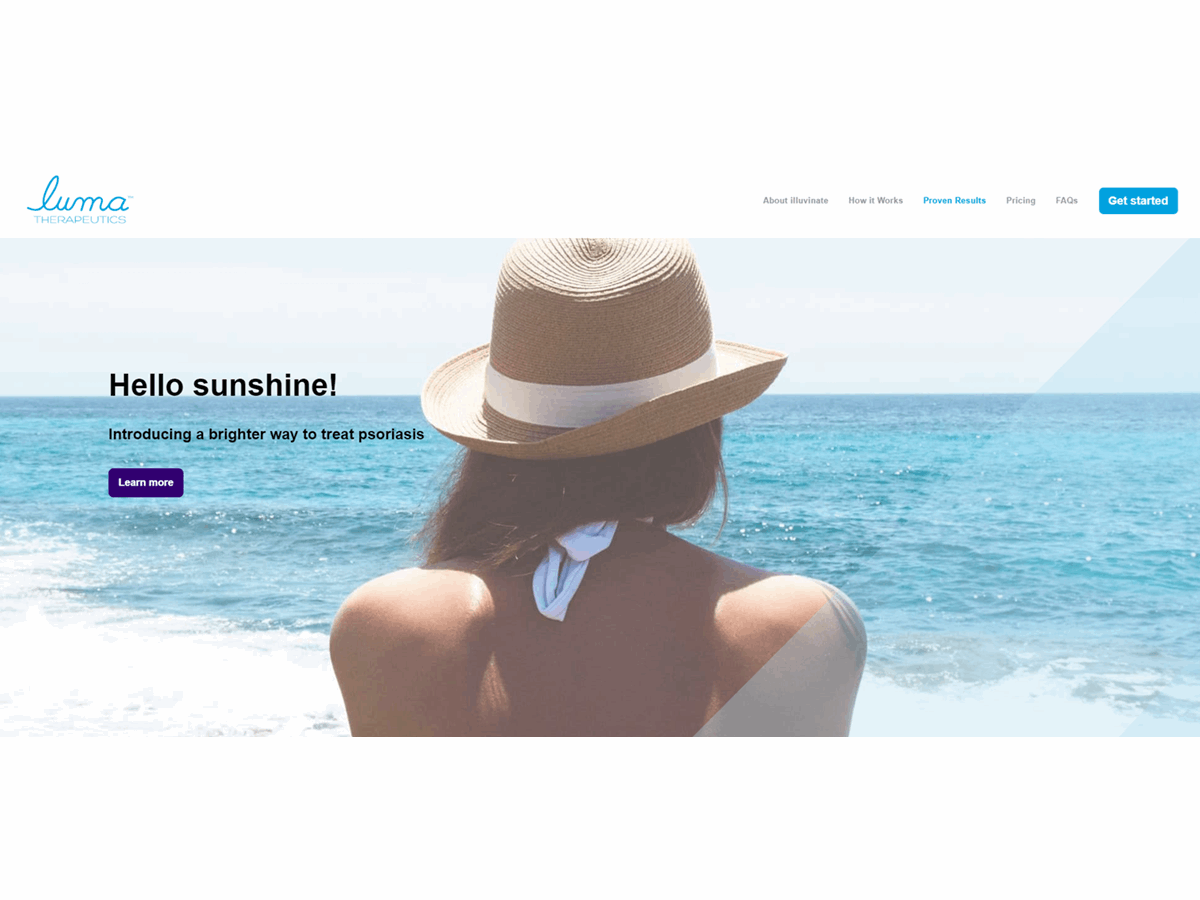 luma™
THERAPEUTICS
About illuvinate How it Works Proven Results Pricing FAQs Get started
Hello sunshine!
Introducing a brighter way to treat psoriasis
Learn more